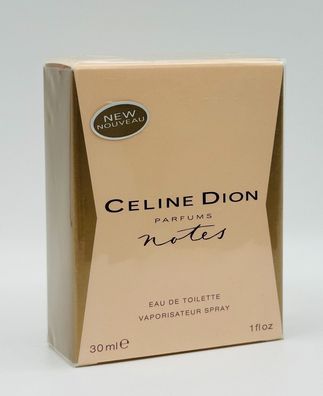 NEW
NOUVEAU
CELINE DION
PARFUMS
notes
EAU DE TOILETTE
VAPORISATEUR SPRAY
30 ml ℮ 1 fl oz